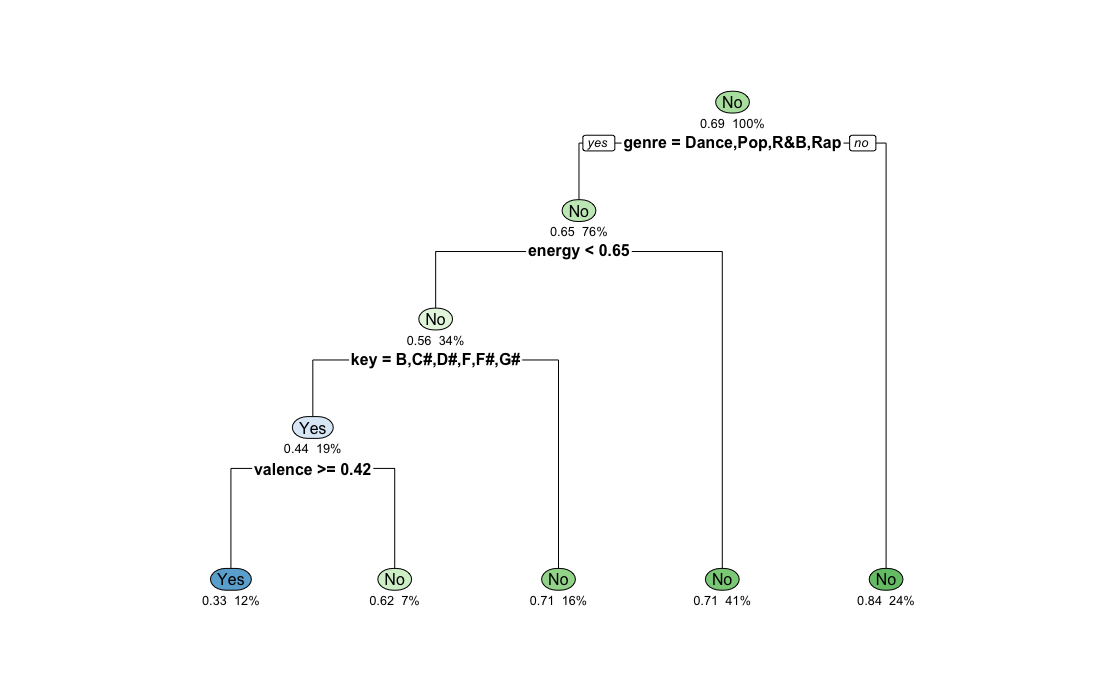 No
0.69 100%
yes genre = Dance,Pop,R&B,Rap no
No
0.65 76%
energy < 0.65
No
0.56 34%
key = B,C#,D#,F,F#,G#
Yes
0.44 19%
valence >= 0.42
Yes No No No No
0.33 12% 0.62 7% 0.71 16% 0.71 41% 0.84 24%